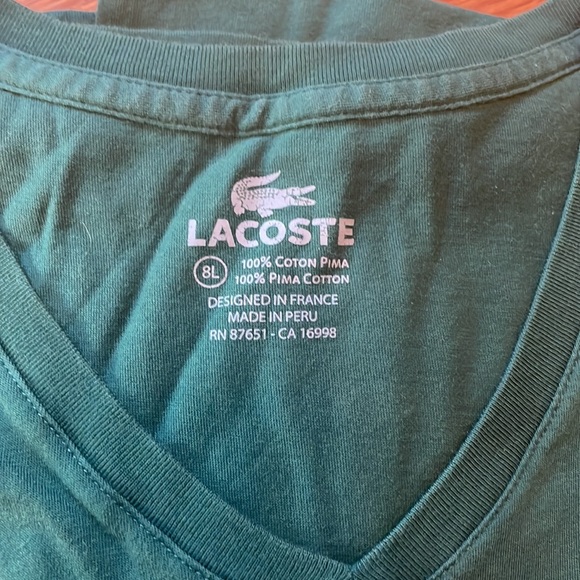 LACOSTE
8L
100% COTON PIMA
100% PIMA COTTON
DESIGNED IN FRANCE
MADE IN PERU
RN 87651 - CA 16998